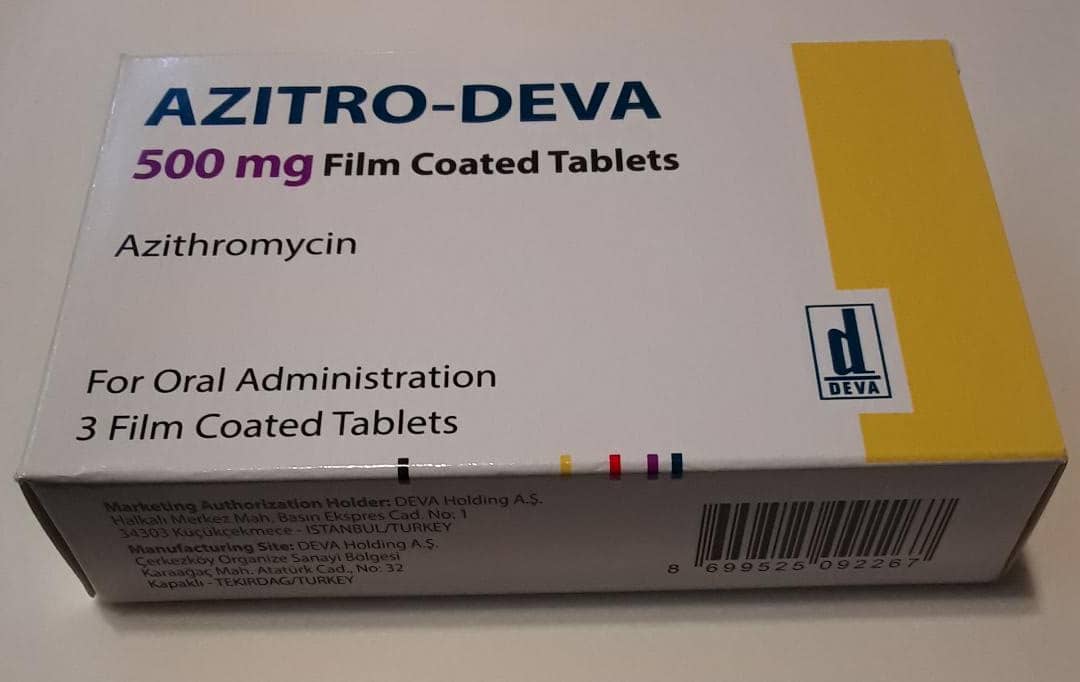 AZITRO-DEVA
500 mg Film Coated Tablets
Azithromycin
For Oral Administration
3 Film Coated Tablets
d
DEVA
Marketing Authorization Holder: DEVA Holding A.Ş.
Halkalı Merkez Mah. Basın Ekspres Cad. No: 1
34303 Küçükçekmece - ISTANBUL/TURKEY
Manufacturing Site: DEVA Holding A.Ş.
Çerkezköy Organize Sanayi Bölgesi
Karaağaç Mah. Atatürk Cad., No: 32
Kapaklı - TEKIRDAG/TURKEY
8 699525 092267